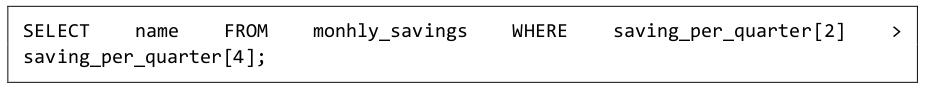 SELECT name FROM monhly_savings WHERE saving_per_quarter[2] >
saving_per_quarter[4];